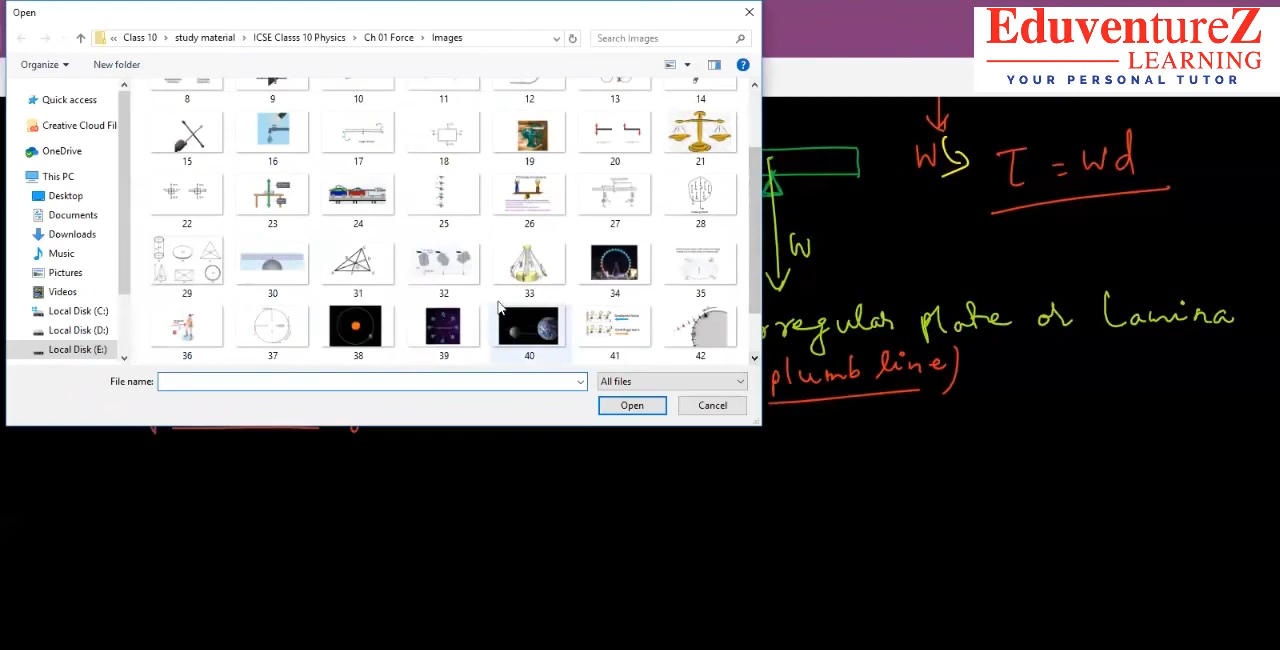 Open
« Class 10 > study material > ICSE Classs 10 Physics > Ch 01 Force > Images
Search Images
Organize
New folder
Quick access
Creative Cloud Fil
OneDrive
This PC
Desktop
Documents
Downloads
Music
Pictures
Videos
Local Disk (C:)
Local Disk (D:)
Local Disk (E:)
8 9 10 11 12 13 14
15 16 17 18 19 20 21
22 23 24 25 26 27 28
29 30 31 32 33 34 35
36 37 38 39 40 41 42
File name:
All files
Open
Cancel
EduventureZ
LEARNING
YOUR PERSONAL TUTOR
W
τ = wd
W
rregular plate or Lamina
plumb line)